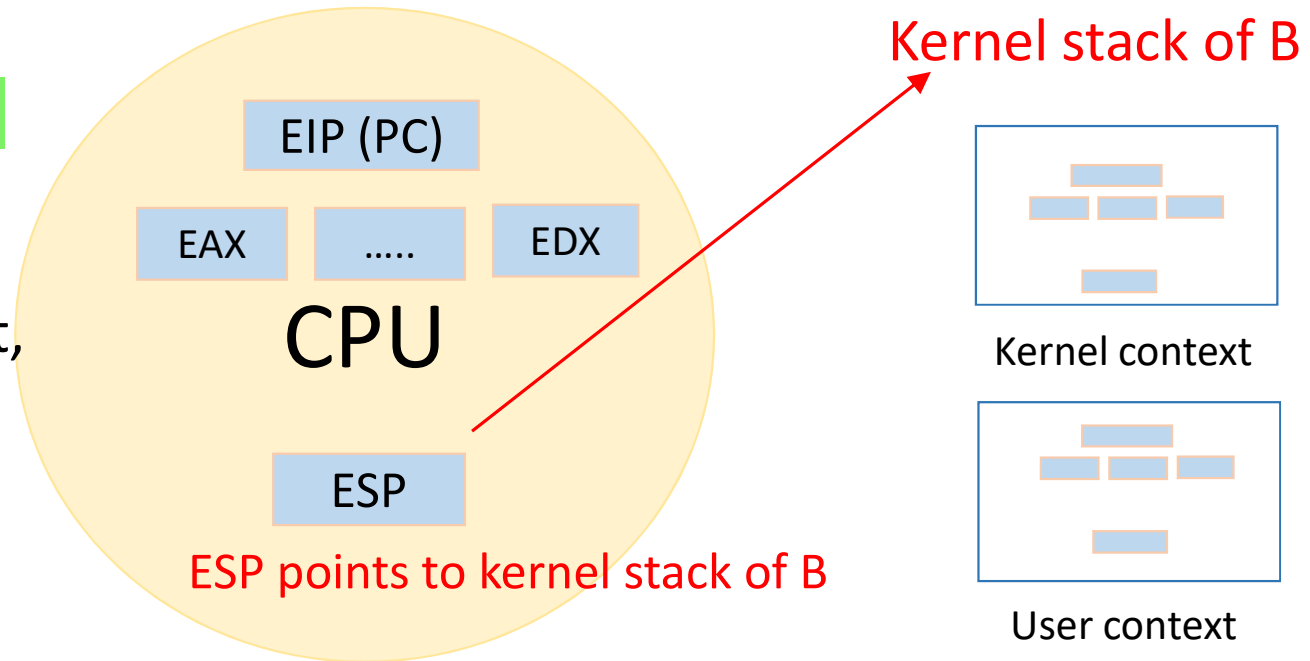 Kernel stack of B
EIP (PC)
EAX
.....
EDX
t,
CPU
Kernel context
ESP
ESP points to kernel stack of B
User context